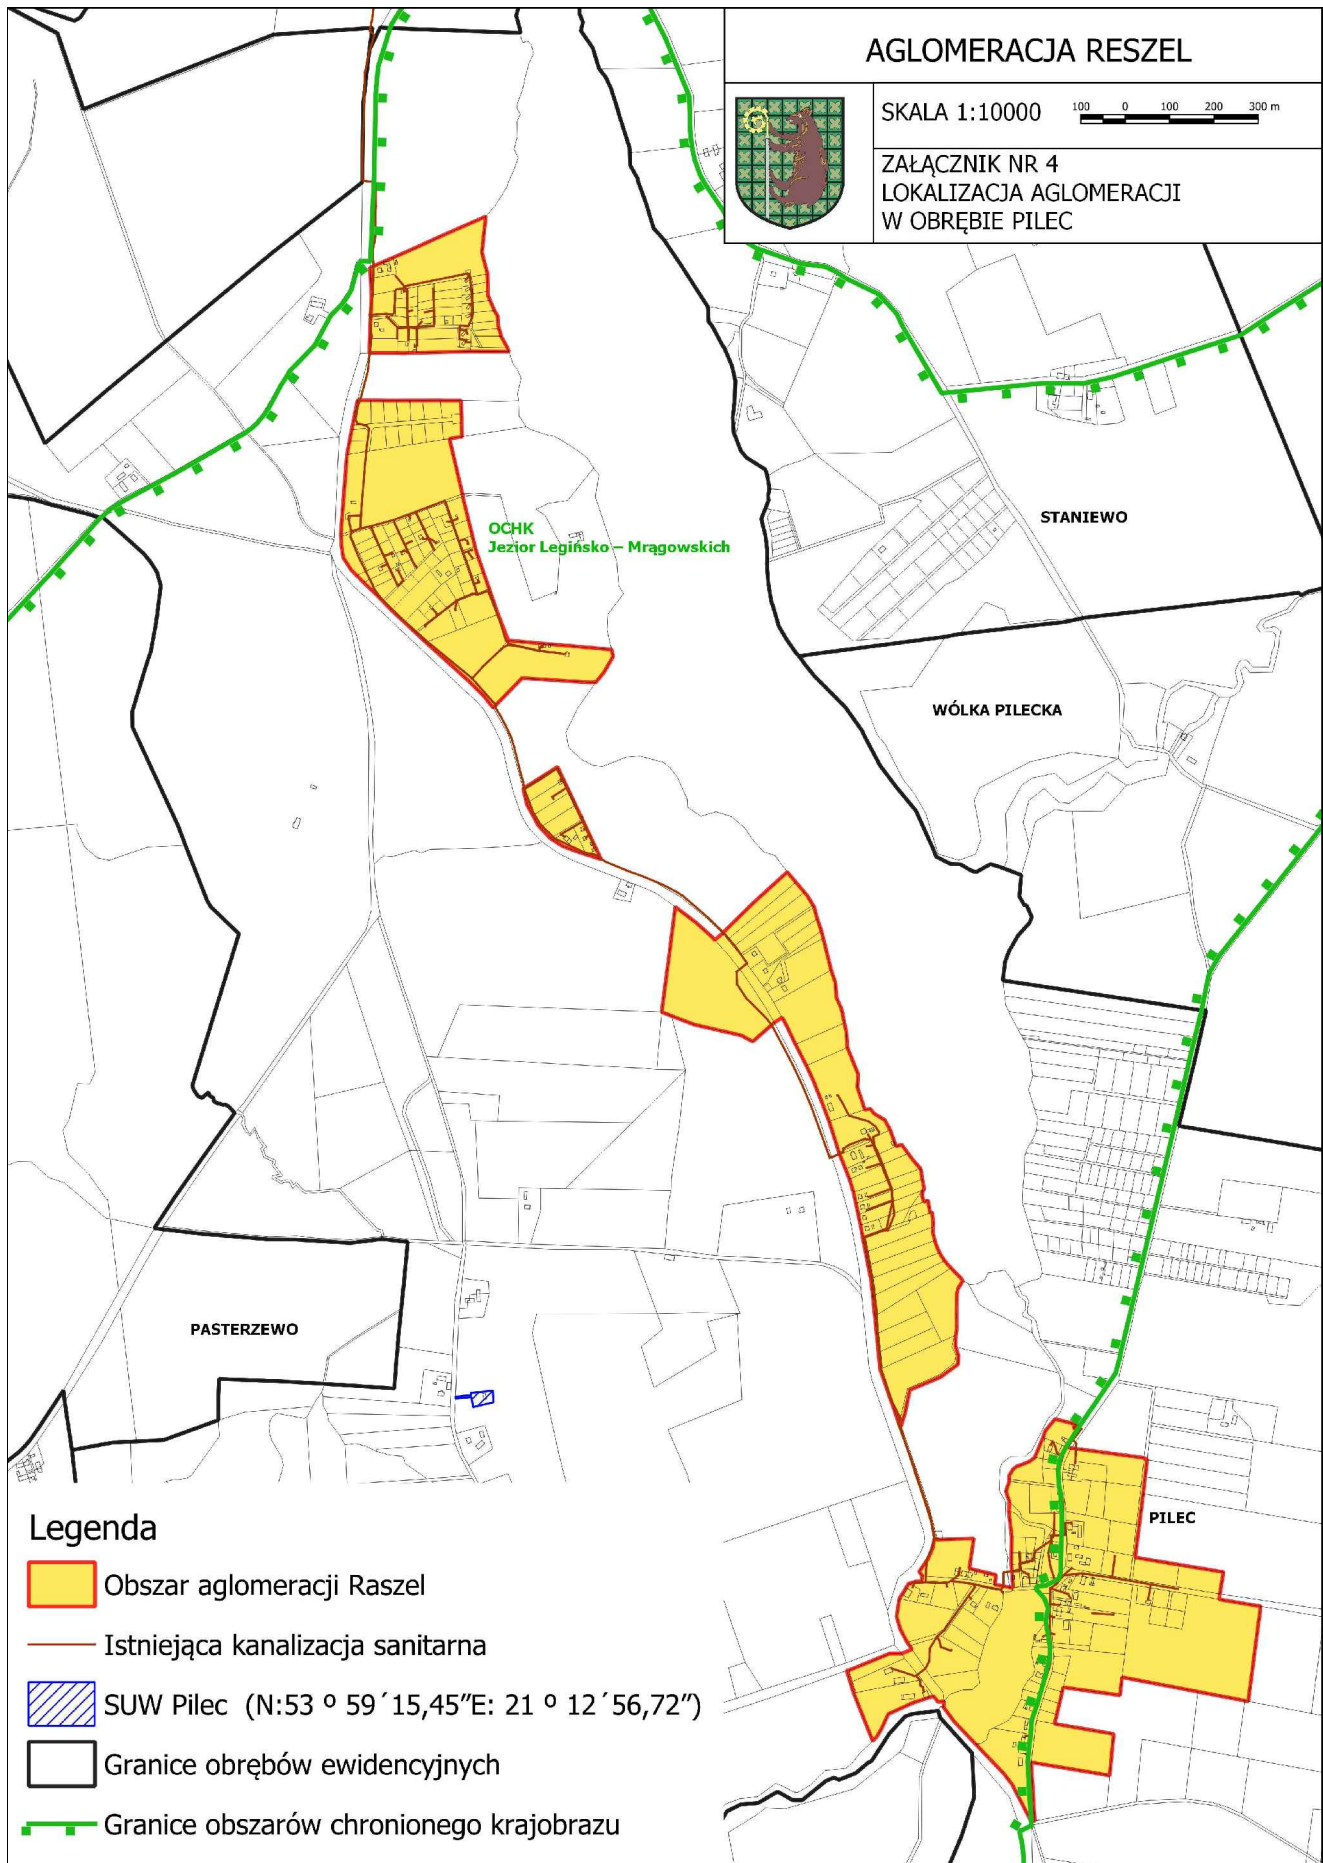 AGLOMERACJA RESZEL
SKALA 1:10000
100 0 100 200 300 m
ZAŁĄCZNIK NR 4
LOKALIZACJA AGLOMERACJI
W OBRĘBIE PILEC
STANIEWO
OCHK
Jezior Legińsko – Mrągowskich
WÓLKA PILECKA
PASTERZEWO
PILEC
Legenda
Obszar aglomeracji Raszel
Istniejąca kanalizacja sanitarna
SUW Pilec (N:53 º 59 ´15,45”E: 21 º 12 ´56,72”)
Granice obrębów ewidencyjnych
Granice obszarów chronionego krajobrazu